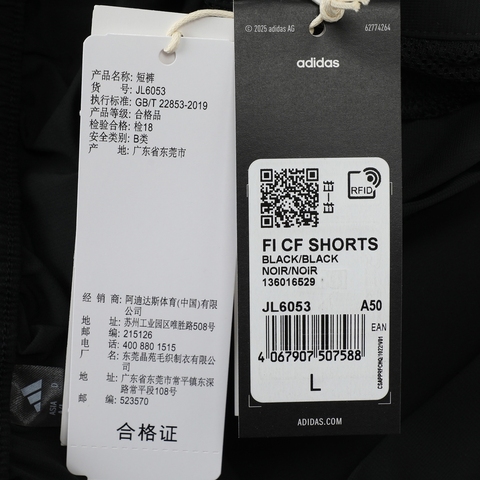 产品名称: 短裤
货 号: JL6053
执行标准: GB/T 22853-2019
产品等级: 合格品
检验合格: 检18
安全类别: B类
产 地: 广东省东莞市
经 销 商: 阿迪达斯体育(中国)有限公司
地 址: 苏州工业园区唯胜路508号
邮 编: 215126
电 话: 400 880 1515
厂 名: 东莞晶苑毛织制衣有限公司
地 址: 广东省东莞市常平镇东深路常平段108号
邮 编: 523570
合格证
© 2025 adidas AG
62774264
adidas
RFID
FI CF SHORTS
BLACK/BLACK
NOIR/NOIR
136016529
JL6053 A50
EAN
4 067907 507588
L
ADIDAS.COM